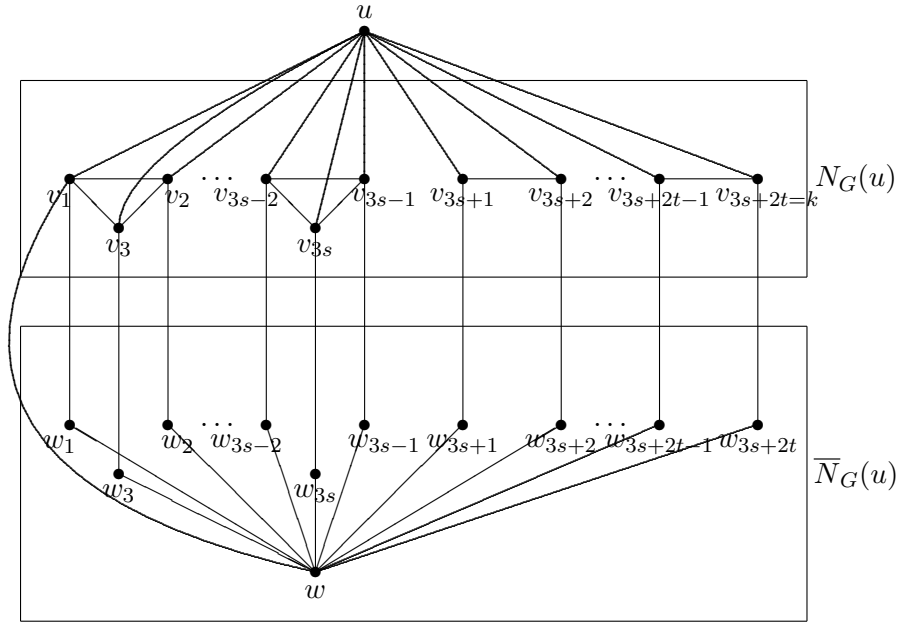 u
v_1 v_2 ⋯ v_{3s−2} v_{3s−1} v_{3s+1} v_{3s+2} ⋯ v_{3s+2t−1} v_{3s+2t=k} N_G(u)
v_3 v_{3s}
w_1 w_2 ⋯ w_{3s−2} w_{3s−1} w_{3s+1} w_{3s+2} ⋯ w_{3s+2t−1} w_{3s+2t}
w_3 w_{3s} \overline{N}_G(u)
w